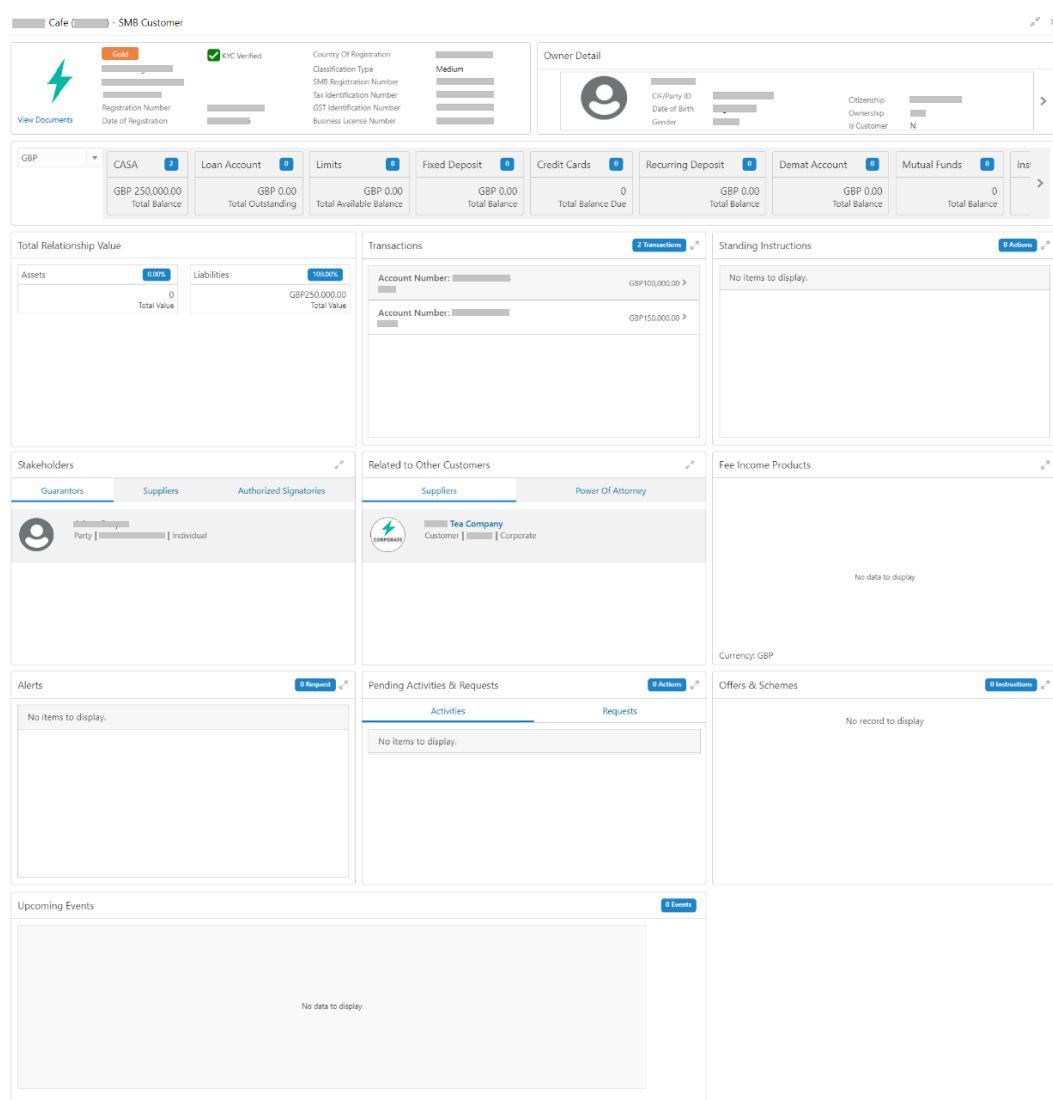 Cafe ( ) - SMB Customer
Gold
KYC Verified
Registration Number
Date of Registration
View Documents
Country Of Registration
Classification Type Medium
SMB Registration Number
Tax Identification Number
GST Identification Number
Business License Number
Owner Detail
CIF/Party ID
Date of Birth
Gender
Citizenship
Ownership
Is Customer N
GBP
CASA 2
GBP 250,000.00
Total Balance
Loan Account 0
GBP 0.00
Total Outstanding
Limits 0
GBP 0.00
Total Available Balance
Fixed Deposit 0
GBP 0.00
Total Balance
Credit Cards 0
0
Total Balance Due
Recurring Deposit 0
GBP 0.00
Total Balance
Demat Account 0
GBP 0.00
Total Balance
Mutual Funds 0
0
Total Balance
Ins
Total Relationship Value
Assets 0.00%
0
Total Value
Liabilities 100.00%
GBP250,000.00
Total Value
Transactions 2 Transactions
Account Number:
GBP100,000.00
Account Number:
GBP150,000.00
Standing Instructions 0 Actions
No items to display.
Stakeholders
Guarantors Suppliers Authorized Signatories
Party | | Individual
Related to Other Customers
Suppliers Power Of Attorney
CORPORATE
Tea Company
Customer | | Corporate
Fee Income Products
No data to display
Currency: GBP
Alerts 0 Request
No items to display.
Pending Activities & Requests 0 Actions
Activities Requests
No items to display.
Offers & Schemes 0 Instructions
No record to display
Upcoming Events 0 Events
No data to display